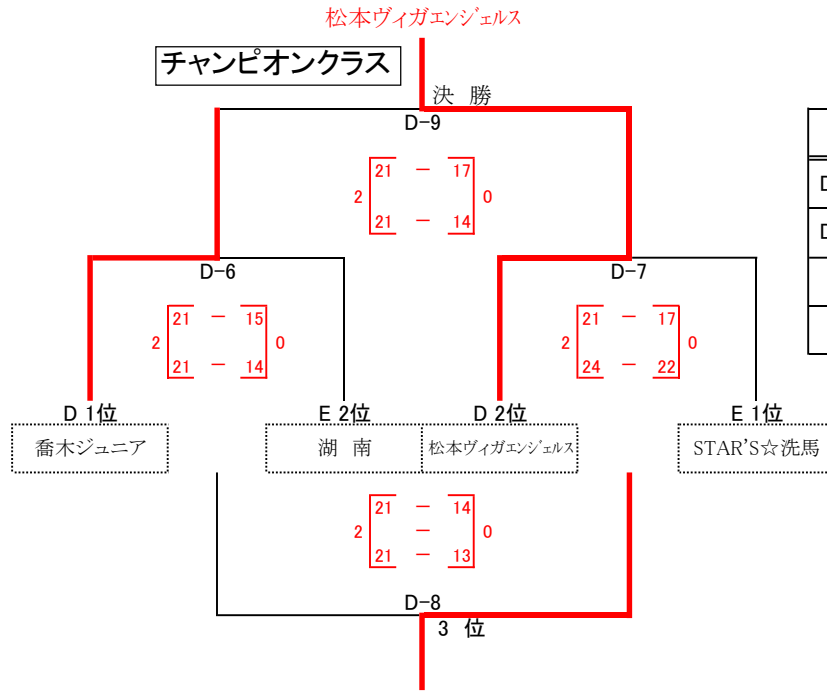 松本ヴィガエンジェルス
チャンピオンクラス
決 勝
D-9
21 - 17
2 0
21 - 14
D
D
D-6
D-7
21 - 15
2 0
21 - 14
21 - 17
2 0
24 - 22
D 1位
E 2位
D 2位
E 1位
喬木ジュニア
湖 南
松本ヴィガエンジェルス
STAR'S☆洗馬
21 - 14
2 - 0
21 - 13
D-8
3 位